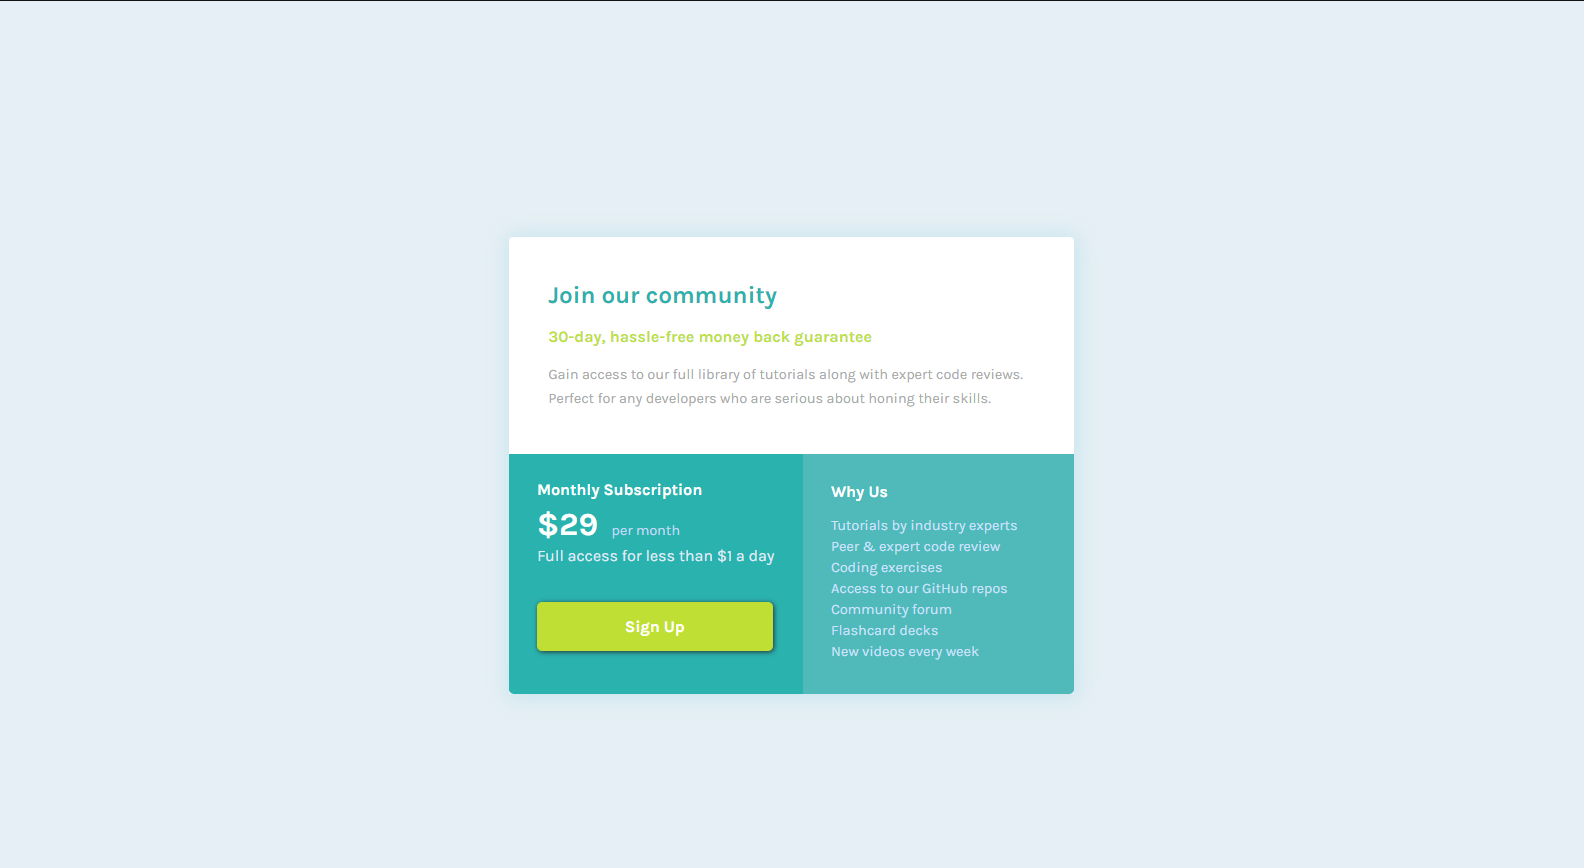 Join our community
30-day, hassle-free money back guarantee
Gain access to our full library of tutorials along with expert code reviews.
Perfect for any developers who are serious about honing their skills.
Monthly Subscription
$29 per month
Full access for less than $1 a day
Sign Up
Why Us
Tutorials by industry experts
Peer & expert code review
Coding exercises
Access to our GitHub repos
Community forum
Flashcard decks
New videos every week